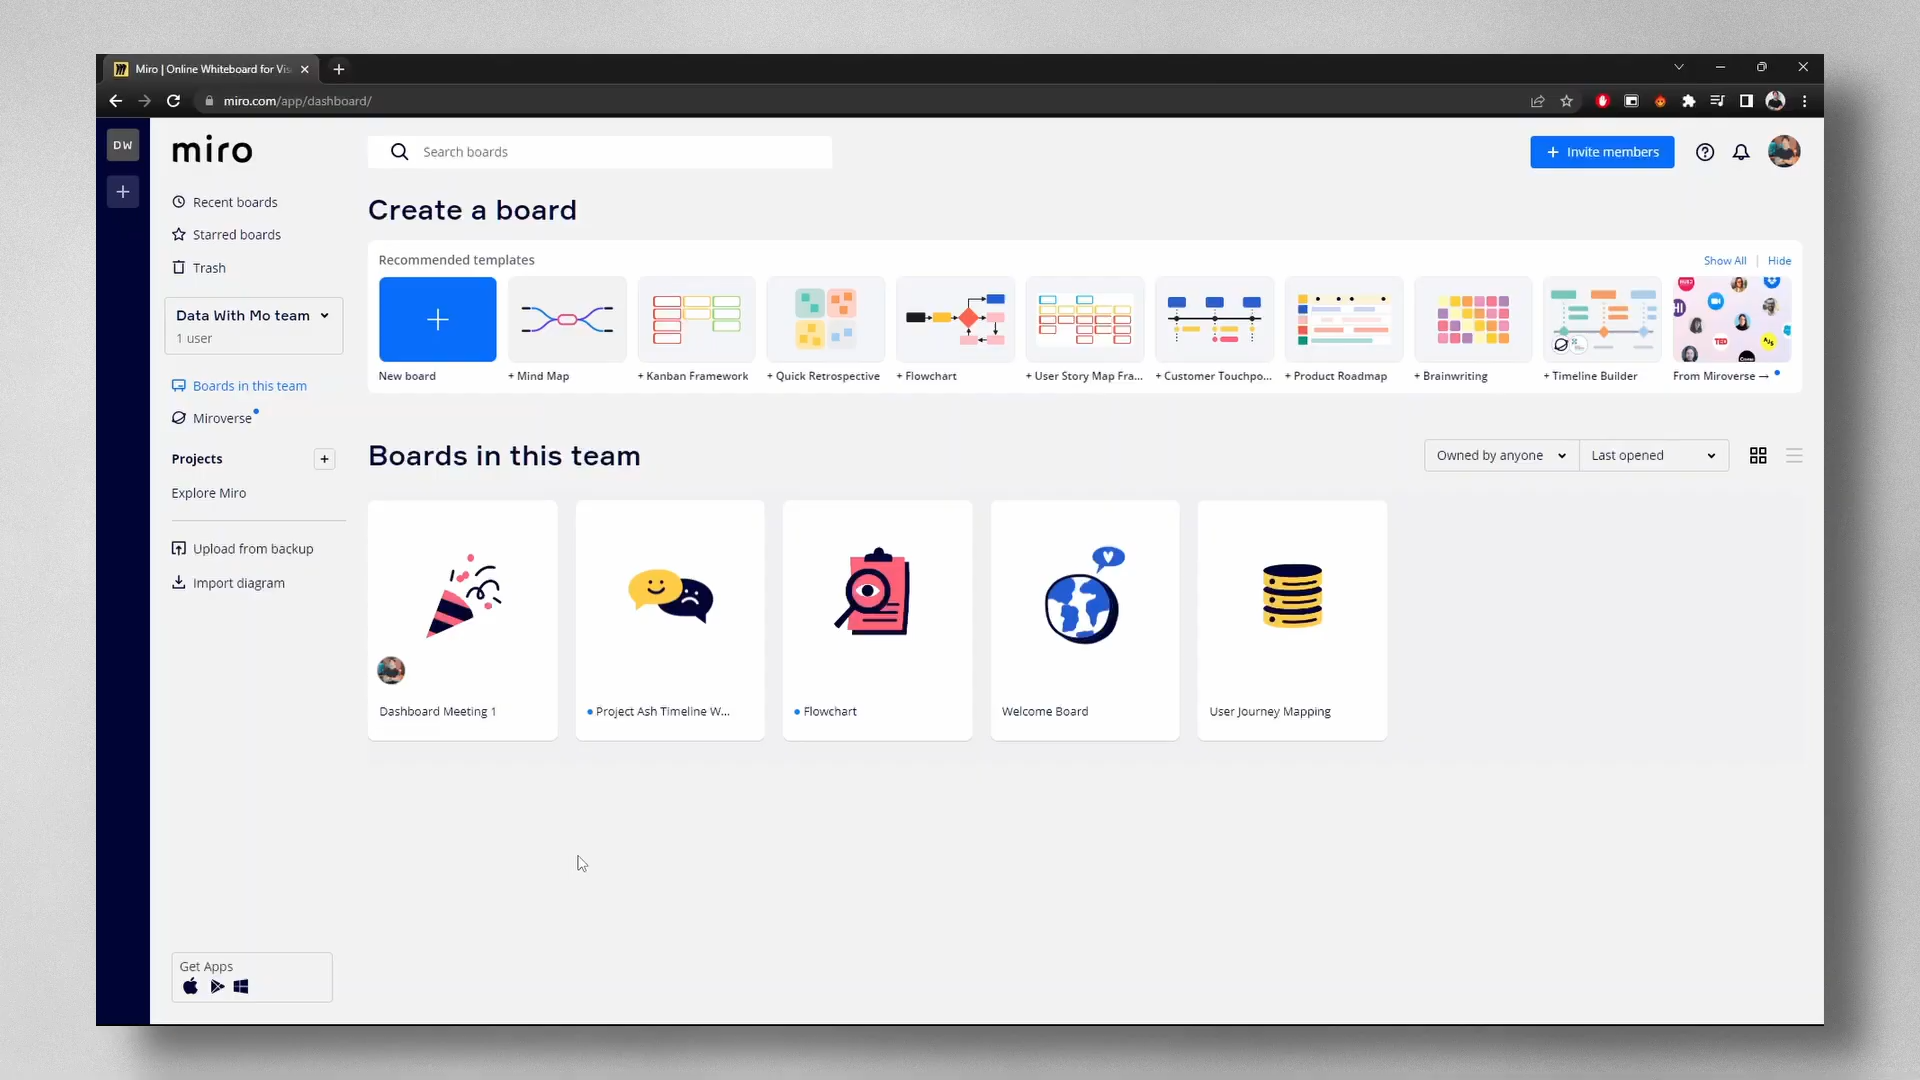 Miro | Online Whiteboard for Vis
miro.com/app/dashboard/
DW
miro
Search boards
Invite members
Recent boards
Starred boards
Trash
Data With Mo team
1 user
Boards in this team
Miroverse
Projects
Explore Miro
Upload from backup
Import diagram
Get Apps
Create a board
Recommended templates
Show All | Hide
New board
+ Mind Map
+ Kanban Framework
+ Quick Retrospective
+ Flowchart
+ User Story Map Fra...
+ Customer Touchpo...
+ Product Roadmap
+ Brainwriting
+ Timeline Builder
TED
From Miroverse →
Boards in this team
Owned by anyone
Last opened
Dashboard Meeting 1
Project Ash Timeline W...
Flowchart
Welcome Board
User Journey Mapping